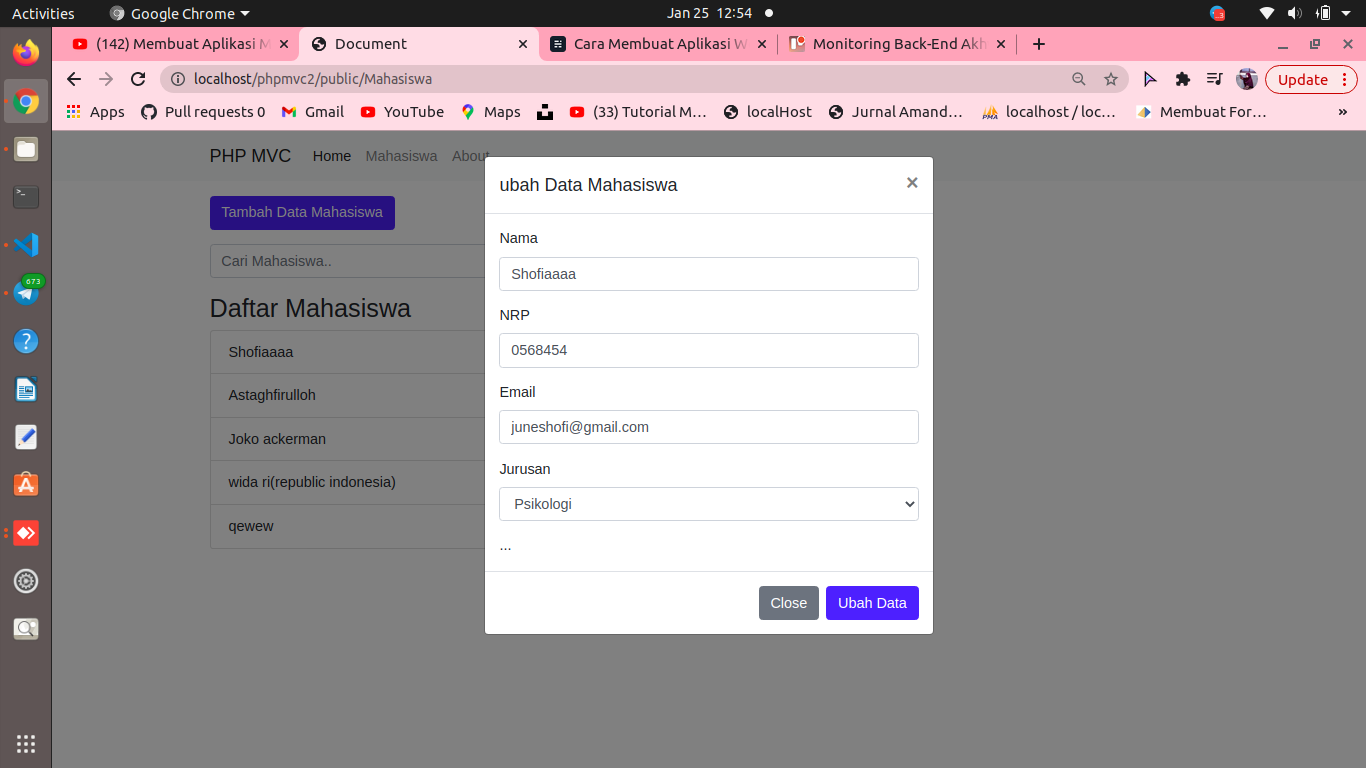 Activities
Google Chrome
Jan 25 12:54
(142) Membuat Aplikasi M
Document
Cara Membuat Aplikasi W
Monitoring Back-End Akh
localhost/phpmvc2/public/Mahasiswa
Update
Apps
Pull requests 0
Gmail
YouTube
Maps
(33) Tutorial M...
localHost
Jurnal Amand...
PMA
localhost / loc...
Membuat For...
»
PHP MVC
Home
Mahasiswa
About
Tambah Data Mahasiswa
Cari Mahasiswa..
Daftar Mahasiswa
Shofiaaaa
Astaghfirulloh
Joko ackerman
wida ri(republic indonesia)
qewew
ubah Data Mahasiswa
×
Nama
Shofiaaaa
NRP
0568454
Email
juneshofi@gmail.com
Jurusan
Psikologi
...
Close
Ubah Data
673